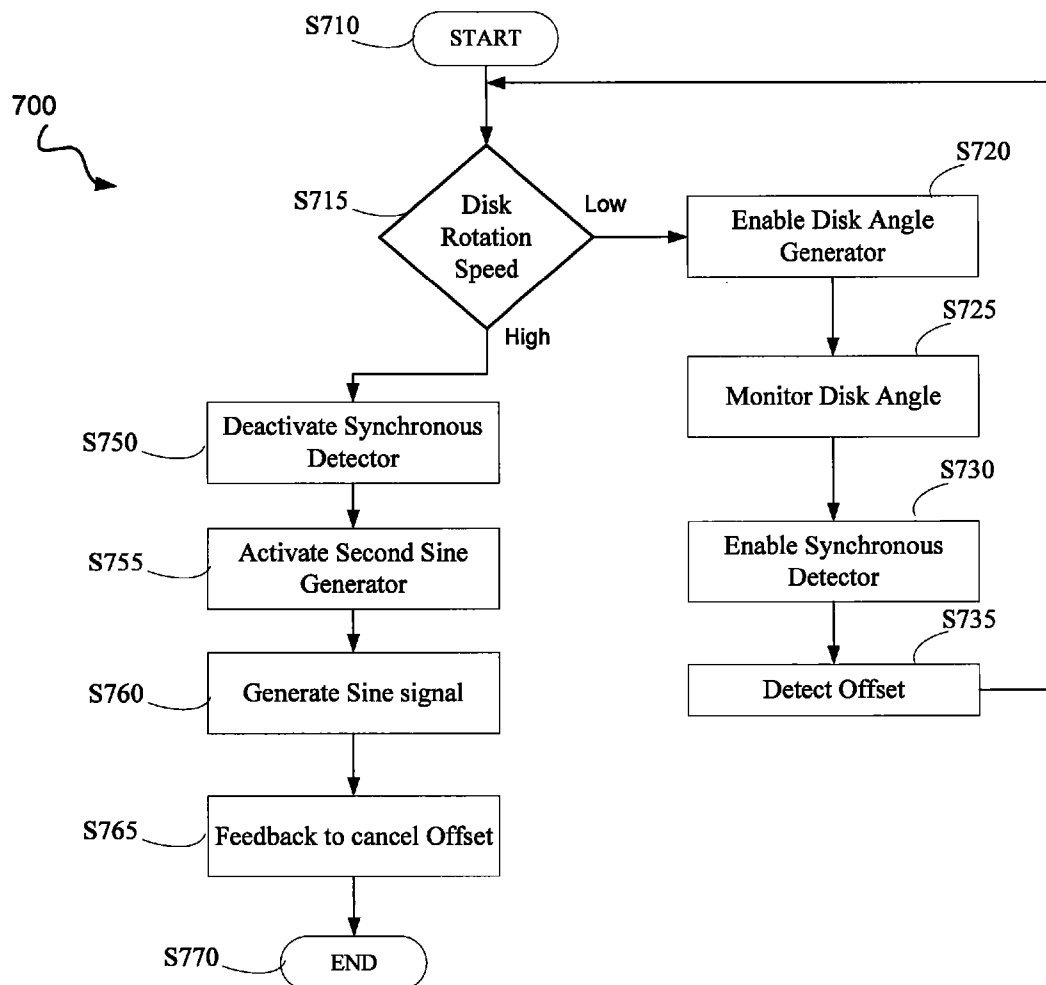 S710
START
700
S715
Disk
Rotation
Speed
Low
High
S720
Enable Disk Angle
Generator
S725
Monitor Disk Angle
S730
Enable Synchronous
Detector
S735
Detect Offset
S750
Deactivate Synchronous
Detector
S755
Activate Second Sine
Generator
S760
Generate Sine signal
S765
Feedback to cancel Offset
S770
END